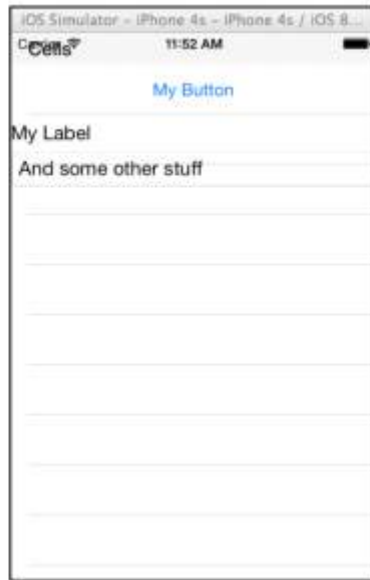 iOS Simulator - iPhone 4s - iPhone 4s / iOS 8...
Cells
11:52 AM
My Button
My Label
And some other stuff